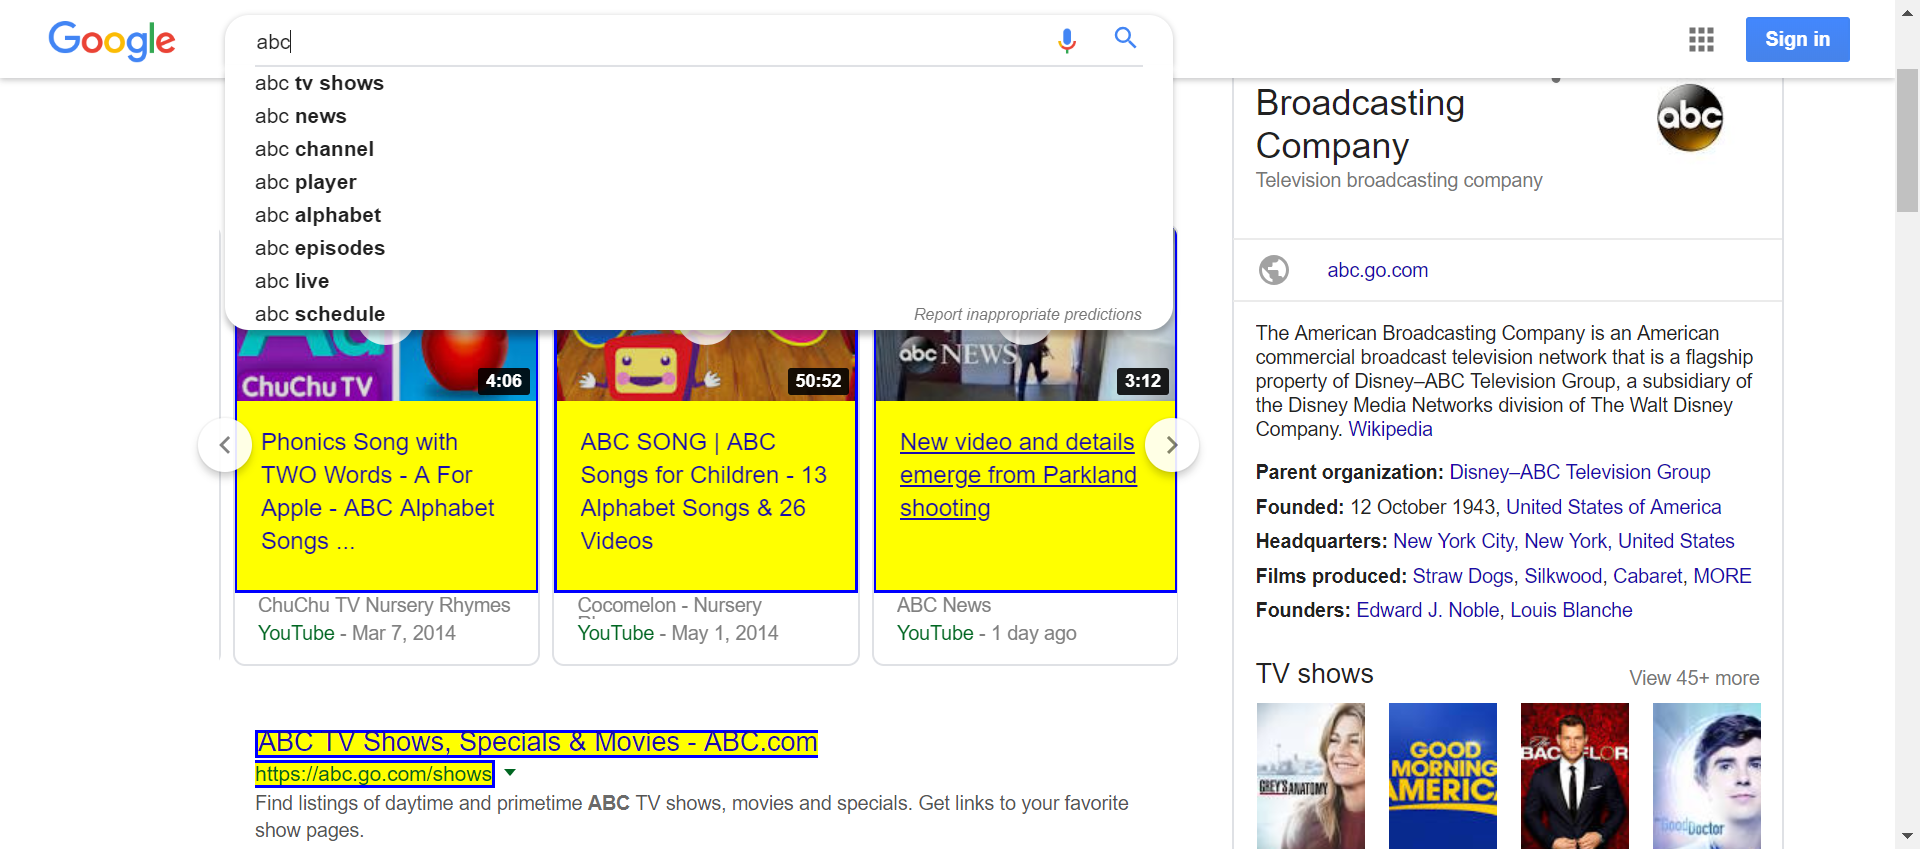 Google
abc
Sign in
abc tv shows
abc news
abc channel
abc player
abc alphabet
abc episodes
abc live
abc schedule
Report inappropriate predictions
ChuChu TV
4:06
50:52
abc NEWS
3:12
Phonics Song with
TWO Words - A For
Apple - ABC Alphabet
Songs ...
ChuChu TV Nursery Rhymes
YouTube - Mar 7, 2014
ABC SONG | ABC
Songs for Children - 13
Alphabet Songs & 26
Videos
Cocomelon - Nursery
YouTube - May 1, 2014
New video and details
emerge from Parkland
shooting
ABC News
YouTube - 1 day ago
ABC TV Shows, Specials & Movies - ABC.com
https://abc.go.com/shows
Find listings of daytime and primetime ABC TV shows, movies and specials. Get links to your favorite
show pages.
Broadcasting
Company
abc
Television broadcasting company
abc.go.com
The American Broadcasting Company is an American
commercial broadcast television network that is a flagship
property of Disney–ABC Television Group, a subsidiary of
the Disney Media Networks division of The Walt Disney
Company. Wikipedia
Parent organization: Disney–ABC Television Group
Founded: 12 October 1943, United States of America
Headquarters: New York City, New York, United States
Films produced: Straw Dogs, Silkwood, Cabaret, MORE
Founders: Edward J. Noble, Louis Blanche
TV shows
View 45+ more
GREY'S ANATOMY
GOOD
MORNING
AMERICA
The
BACHELOR
The Good Doctor